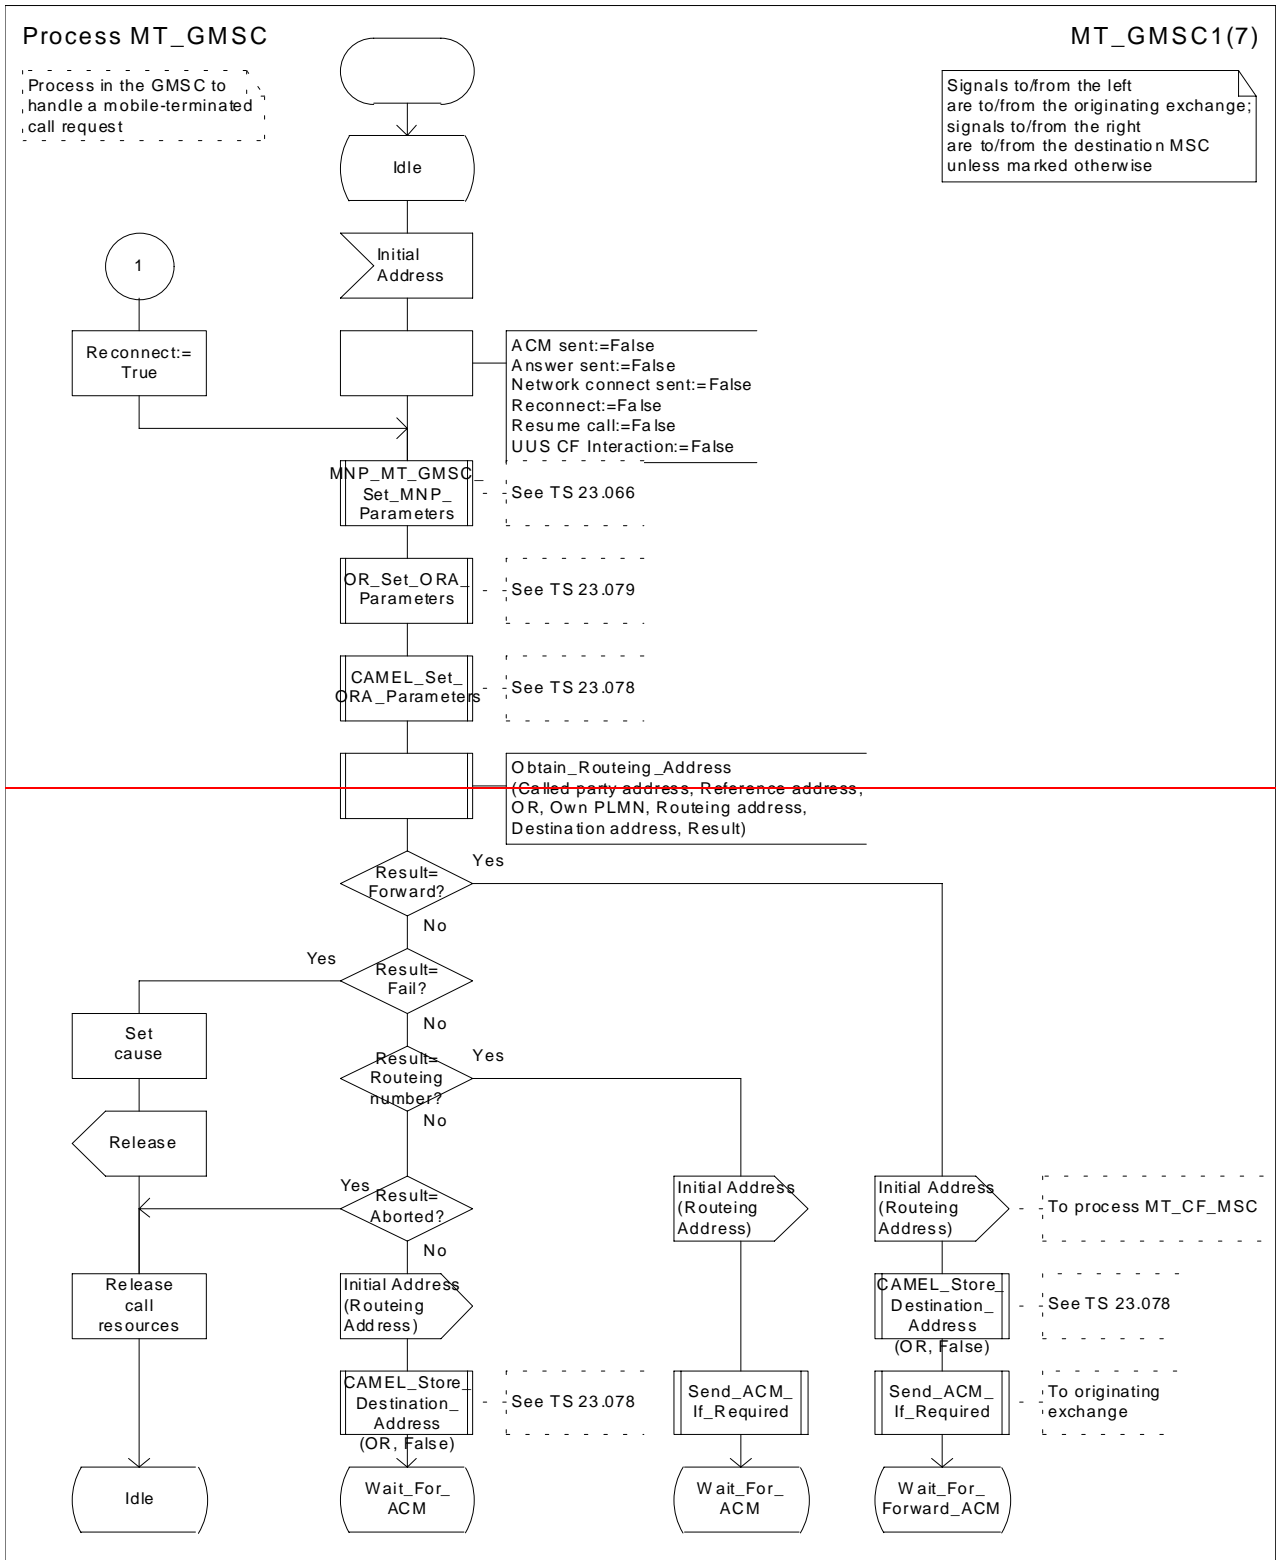 Process MT_GMSC
MT_GMSC1(7)
Process in the GMSC to
handle a mobile-terminated
call request
Signals to/from the left
are to/from the originating exchange;
signals to/from the right
are to/from the destination MSC
unless marked otherwise
Idle
Initial
Address
1
Reconnect:=
True
ACM sent:=False
Answer sent:=False
Network connect sent:=False
Reconnect:=False
Resume call:=False
UUS CF Interaction:=False
MNP_MT_GMSC_
Set_MNP_
Parameters
See TS 23.066
OR_Set_ORA_
Parameters
See TS 23.079
CAMEL_Set_
ORA_Parameters
See TS 23.078
Obtain_Routeing_Address
(Called party address, Reference address,
OR, Own PLMN, Routeing address,
Destination address, Result)
Result=
Forward?
Yes
No
Result=
Fail?
Yes
No
Set
cause
Result=
Routeing
number?
Yes
No
Release
Result=
Aborted?
Yes
No
Initial Address
(Routeing
Address)
Initial Address
(Routeing
Address)
To process MT_CF_MSC
Release
call
resources
Initial Address
(Routeing
Address)
CAMEL_Store_
Destination_
Address
(OR, False)
See TS 23.078
CAMEL_Store_
Destination_
Address
(OR, False)
See TS 23.078
Send_ACM_
If_Required
Send_ACM_
If_Required
To originating
exchange
Idle
Wait_For_
ACM
Wait_For_
ACM
Wait_For_
Forward_ACM